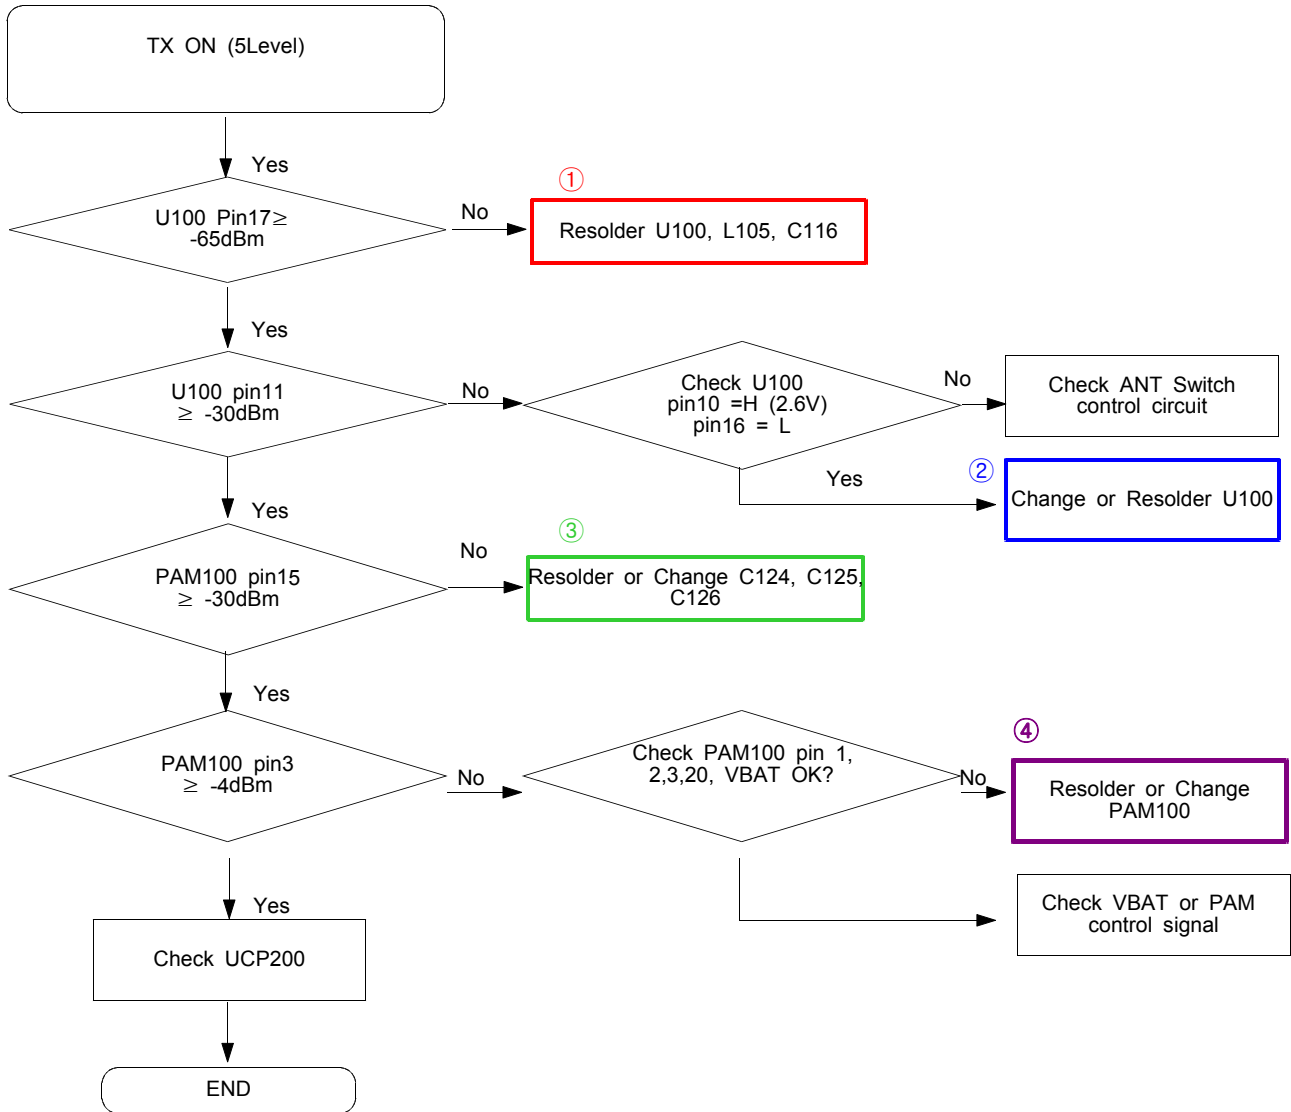 TX ON (5Level)
Yes
①
U100 Pin17≥
-65dBm
No
Resolder U100, L105, C116
Yes
U100 pin11
≥ -30dBm
No
Check U100
pin10 =H (2.6V)
pin16 = L
No
Check ANT Switch
control circuit
Yes
②
Change or Resolder U100
Yes
③
PAM100 pin15
≥ -30dBm
No
Resolder or Change C124, C125,
C126
Yes
PAM100 pin3
≥ -4dBm
No
Check PAM100 pin 1,
2,3,20, VBAT OK?
No
④
Resolder or Change
PAM100
Check VBAT or PAM
control signal
Yes
Check UCP200
END